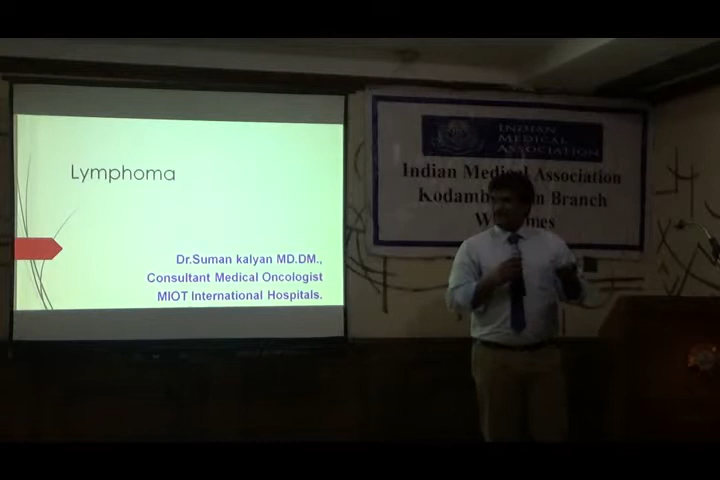 Lymphoma
Dr.Suman kalyan MD.DM.,
Consultant Medical Oncologist
MIOT International Hospitals.
INDIAN
MEDICAL
ASSOCIATION
Indian Medical Association
Branch